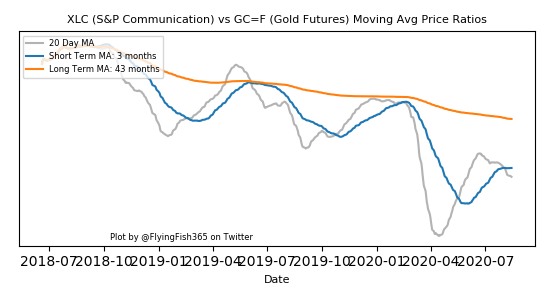 XLC (S&P Communication) vs GC=F (Gold Futures) Moving Avg Price Ratios
20 Day MA
Short Term MA: 3 months
Long Term MA: 43 months
Plot by @FlyingFish365 on Twitter
2018-07 2018-10 2019-01 2019-04 2019-07 2019-10 2020-01 2020-04 2020-07
Date